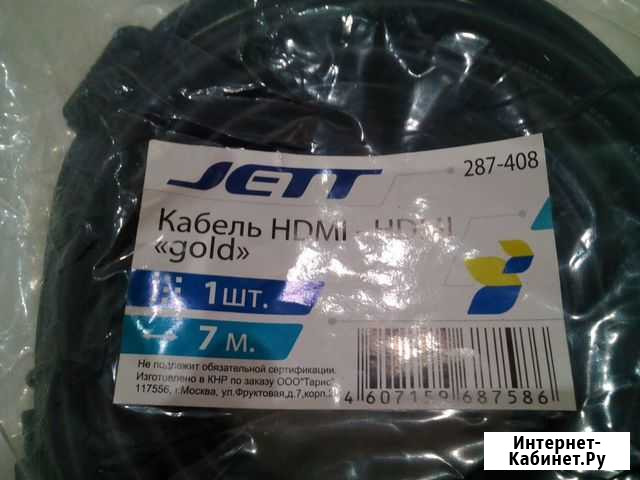 JETT
287-408
Кабель HDMI - HDMI
«gold»
1шт.
7 м.
Не подлежит обязательной сертификации.
Изготовлено в КНР по заказу ООО"Тарис"
117556, г.Москва, ул.Фруктовая,д.7,корп.2
4 607159 687586
Интернет-
Кабинет.Ру